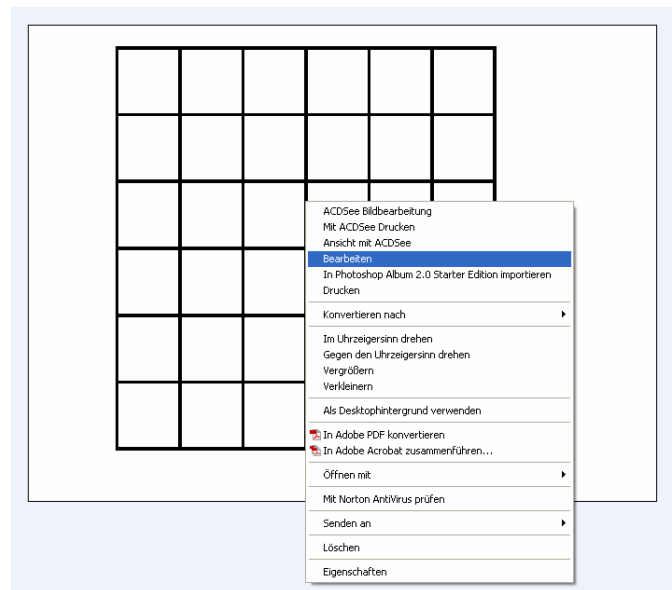 ACDSee Bildbearbeitung
Mit ACDSee Drucken
Ansicht mit ACDSee
Bearbeiten
In Photoshop Album 2.0 Starter Edition importieren
Drucken
Konvertieren nach
Im Uhrzeigersinn drehen
Gegen den Uhrzeigersinn drehen
Vergrößern
Verkleinern
Als Desktophintergrund verwenden
In Adobe PDF konvertieren
In Adobe Acrobat zusammenführen...
Öffnen mit
Mit Norton AntiVirus prüfen
Senden an
Löschen
Eigenschaften